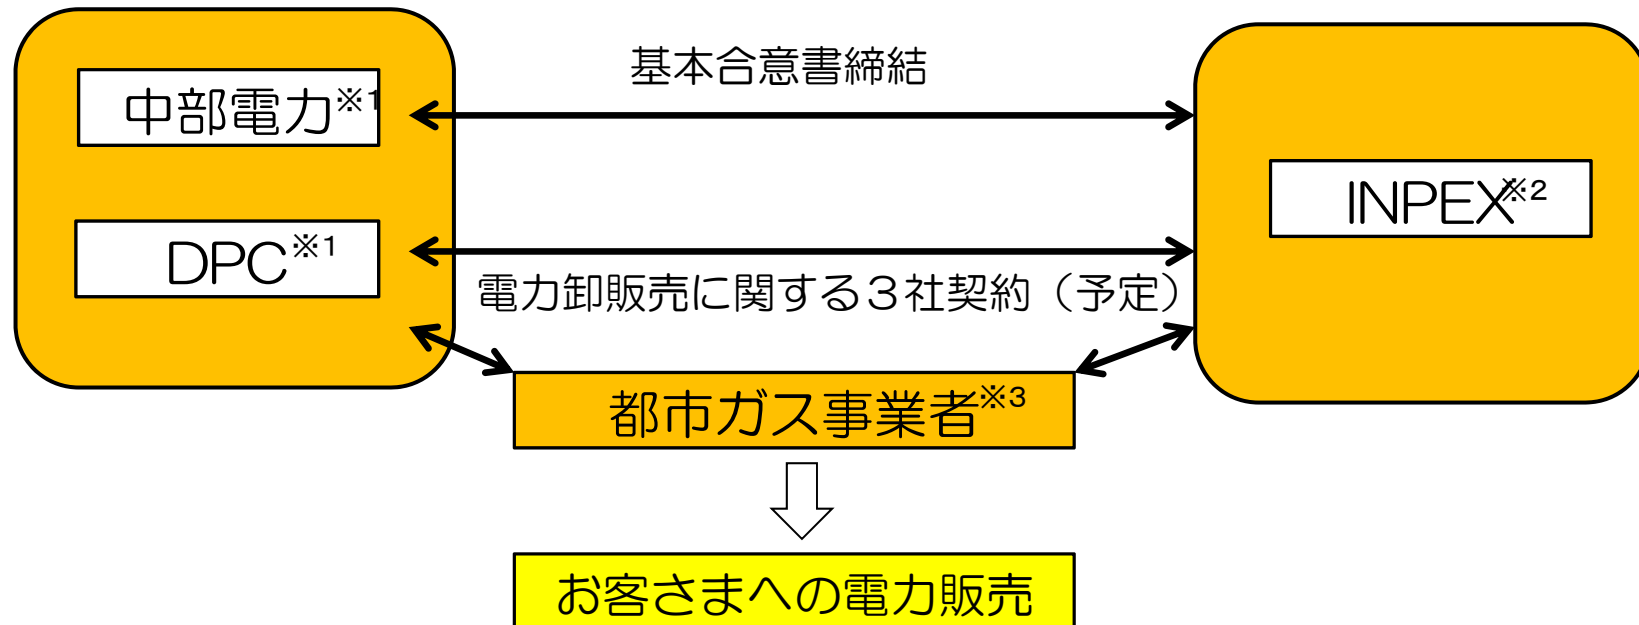 基本合意書締結
中部電力※1
INPEX※2
DPC※1
電力卸販売に関する３社契約（予定）
都市ガス事業者※3
お客さまへの電力販売